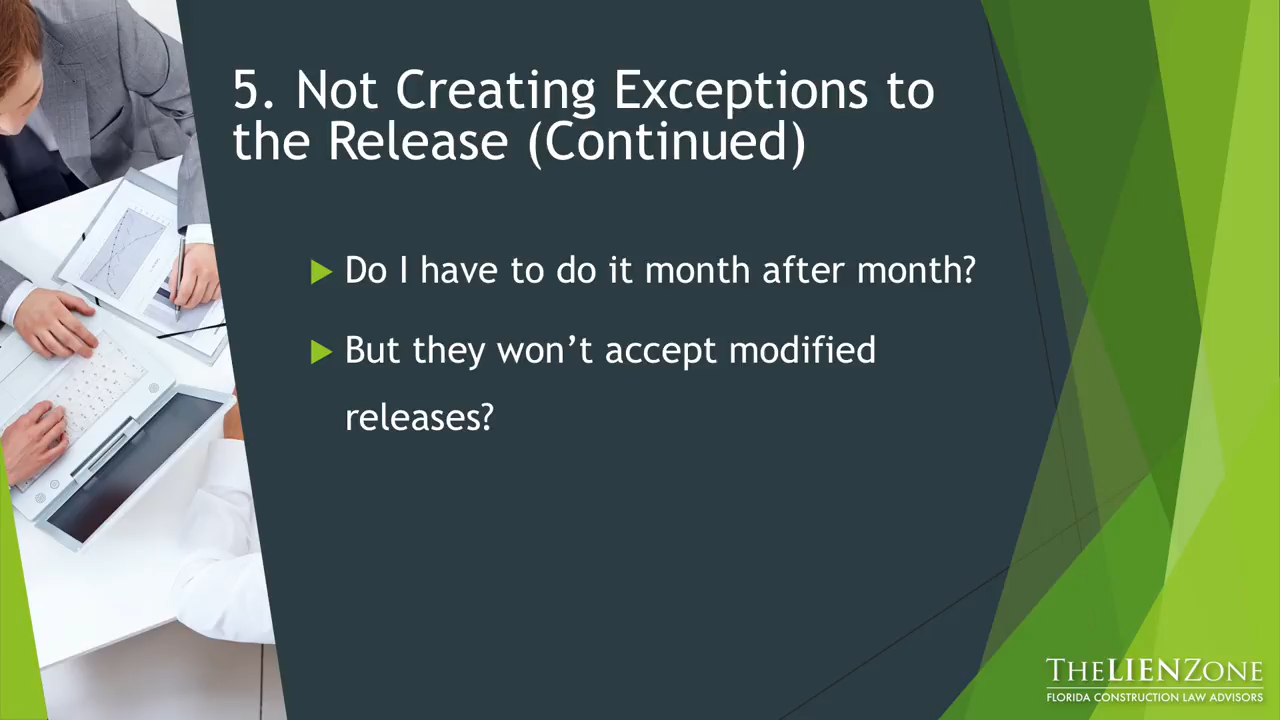 5. Not Creating Exceptions to
the Release (Continued)
Do I have to do it month after month?
But they won’t accept modified
releases?
THELIENZONE
FLORIDA CONSTRUCTION LAW ADVISORS